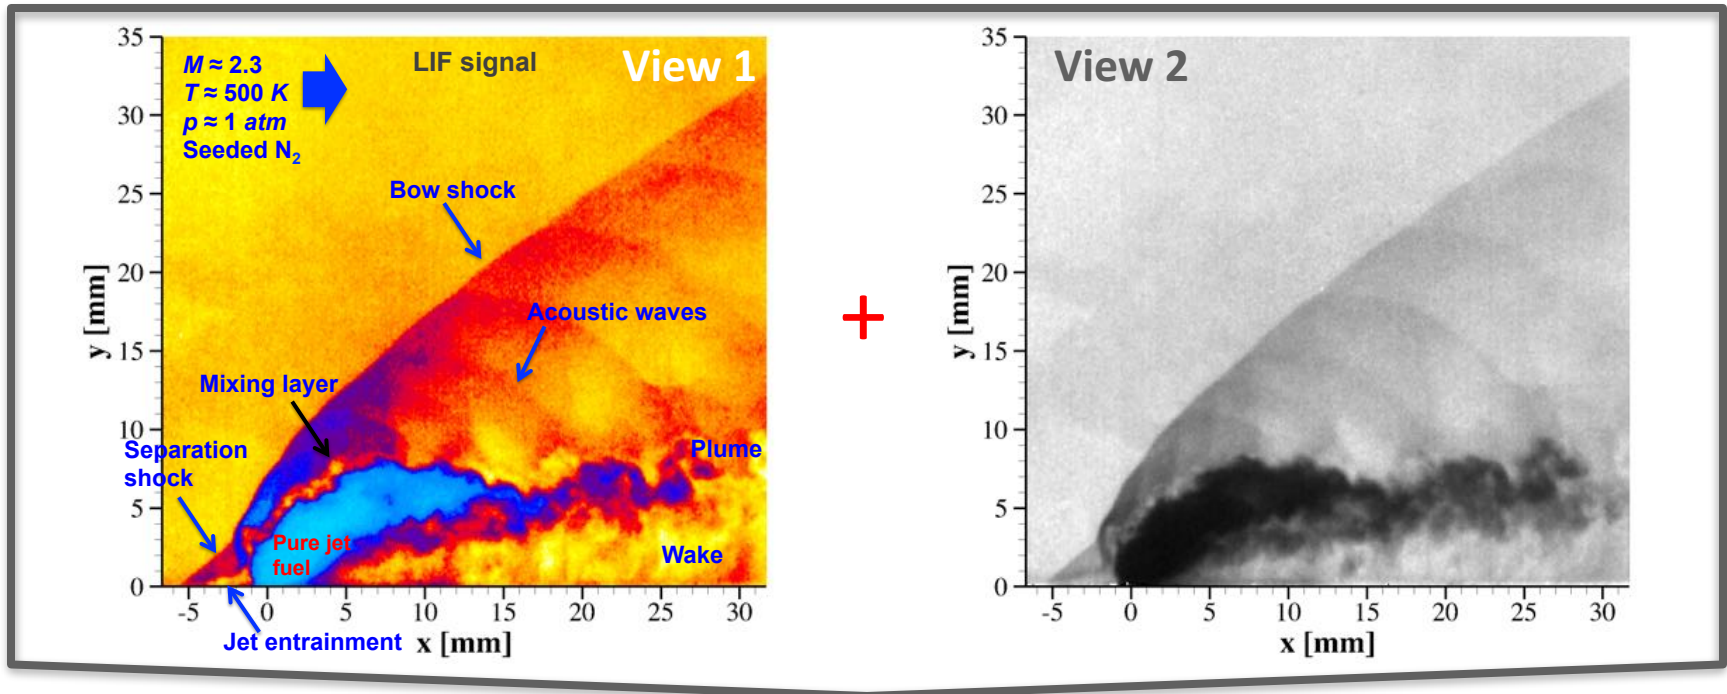 M ≈ 2.3
T ≈ 500 K
p ≈ 1 atm
Seeded N₂
LIF signal
View 1
Bow shock
Acoustic waves
Mixing layer
Separation
shock
Plume
Pure jet
fuel
Wake
Jet entrainment
35
30
25
20
15
10
5
0
y [mm]
-5 0 5 10 15 20 25 30
x [mm]
+
View 2
35
30
25
20
15
10
5
0
y [mm]
-5 0 5 10 15 20 25 30
x [mm]